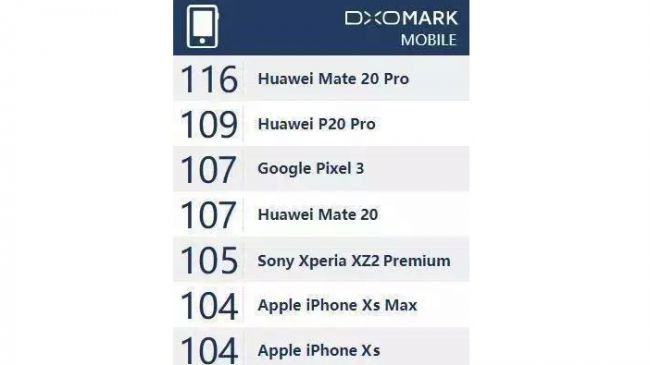 DXOMARK
MOBILE
116 Huawei Mate 20 Pro
109 Huawei P20 Pro
107 Google Pixel 3
107 Huawei Mate 20
105 Sony Xperia XZ2 Premium
104 Apple iPhone Xs Max
104 Apple iPhone Xs